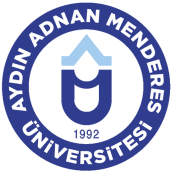 AYDIN ADNAN MENDERES
ÜNİVERSİTESİ
1992